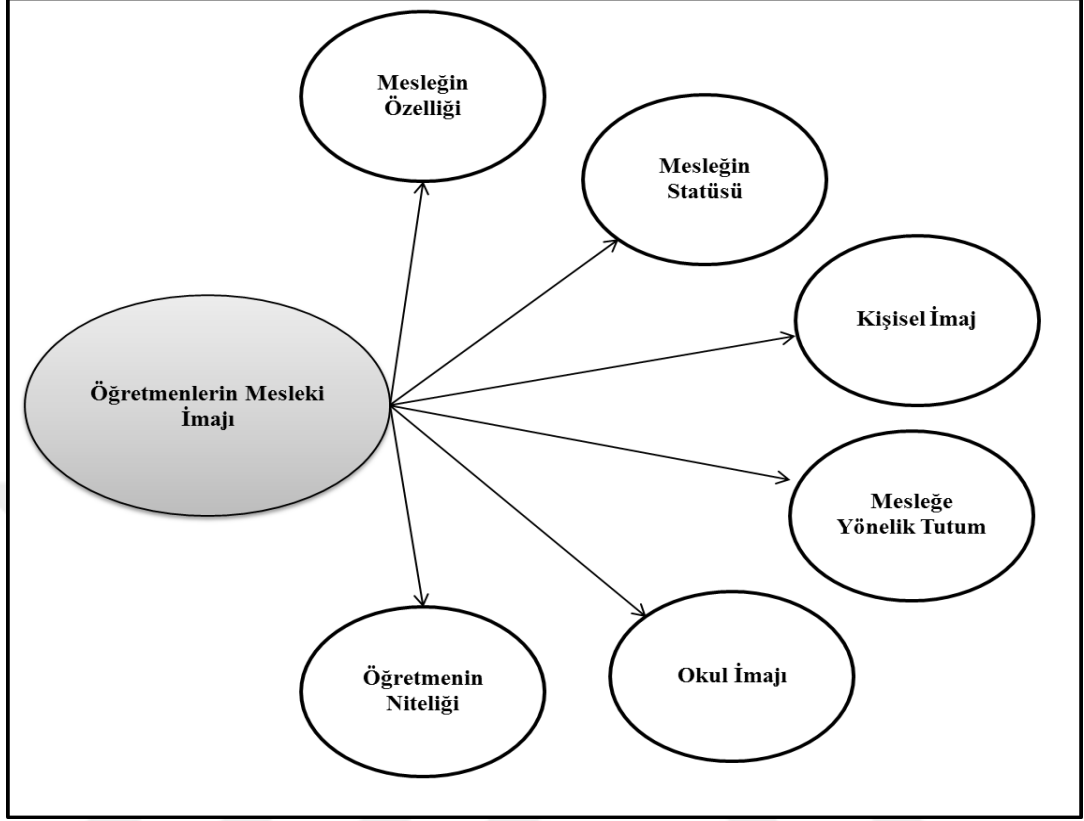 Mesleğin
Özelliği
Mesleğin
Statüsü
Kişisel İmaj
Öğretmenlerin Mesleki
İmajı
Mesleğe
Yönelik Tutum
Okul İmajı
Öğretmenin
Niteliği